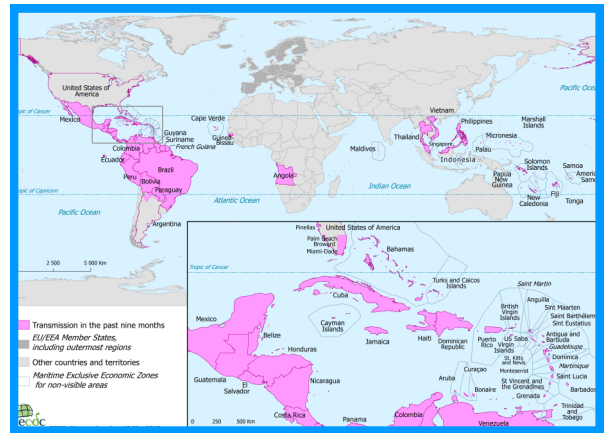 United States of
America
Tropic of Cancer
Mexico
Cape Verde
Guyana
Suriname
French Guiana
Guinea
Bissau
Colombia
Ecuador
Peru
Brazil
Bolivia
Paraguay
Tropic of Capricorn
Pacific Ocean
Argentina
Atlantic
Ocean
Angola
Maldives
Indian Ocean
Vietnam
Thailand
Philippines
Singapore
Indonesia
Palau
Micronesia
Marshall
Islands
Pacific
Papua
New
Guinea
Solomon
Islands
New
Caledonia
Fiji
Tonga
Samoa
American
2 500
5 000 Km
Transmission in the past nine months
EU/EEA Member States,
including outermost regions
Other countries and territories
Maritime Exclusive Economic Zones
for non-visible areas
ecdc
Pinellas
United States of America
Palm Beach
Broward
Miami-Dade
Bahamas
Tropic of Cancer
Turks and Caicos
Islands
Saint Martin
Cuba
Anguilla
British
Virgin
Islands
Sint Maarten
Saint Barthélemy
Sint Eustatius
Mexico
Cayman
Islands
Belize
Jamaica
Haiti
Dominican
Republic
Puerto
Rico
US
Virgin
Islands
Saba
Antigua and
Barbuda
Guadeloupe
St. Kitts
and Nevis
Montserrat
Dominica
Martinique
Honduras
Guatemala
El
Salvador
Nicaragua
Aruba
Curaçao
Bonaire
St Vincent and
the Grenadines
Saint Lucia
Barbados
Grenada
Costa Rica
Panama
Colombia
Venezuela
Trinidad
and
Tobago
0
250
500 Km